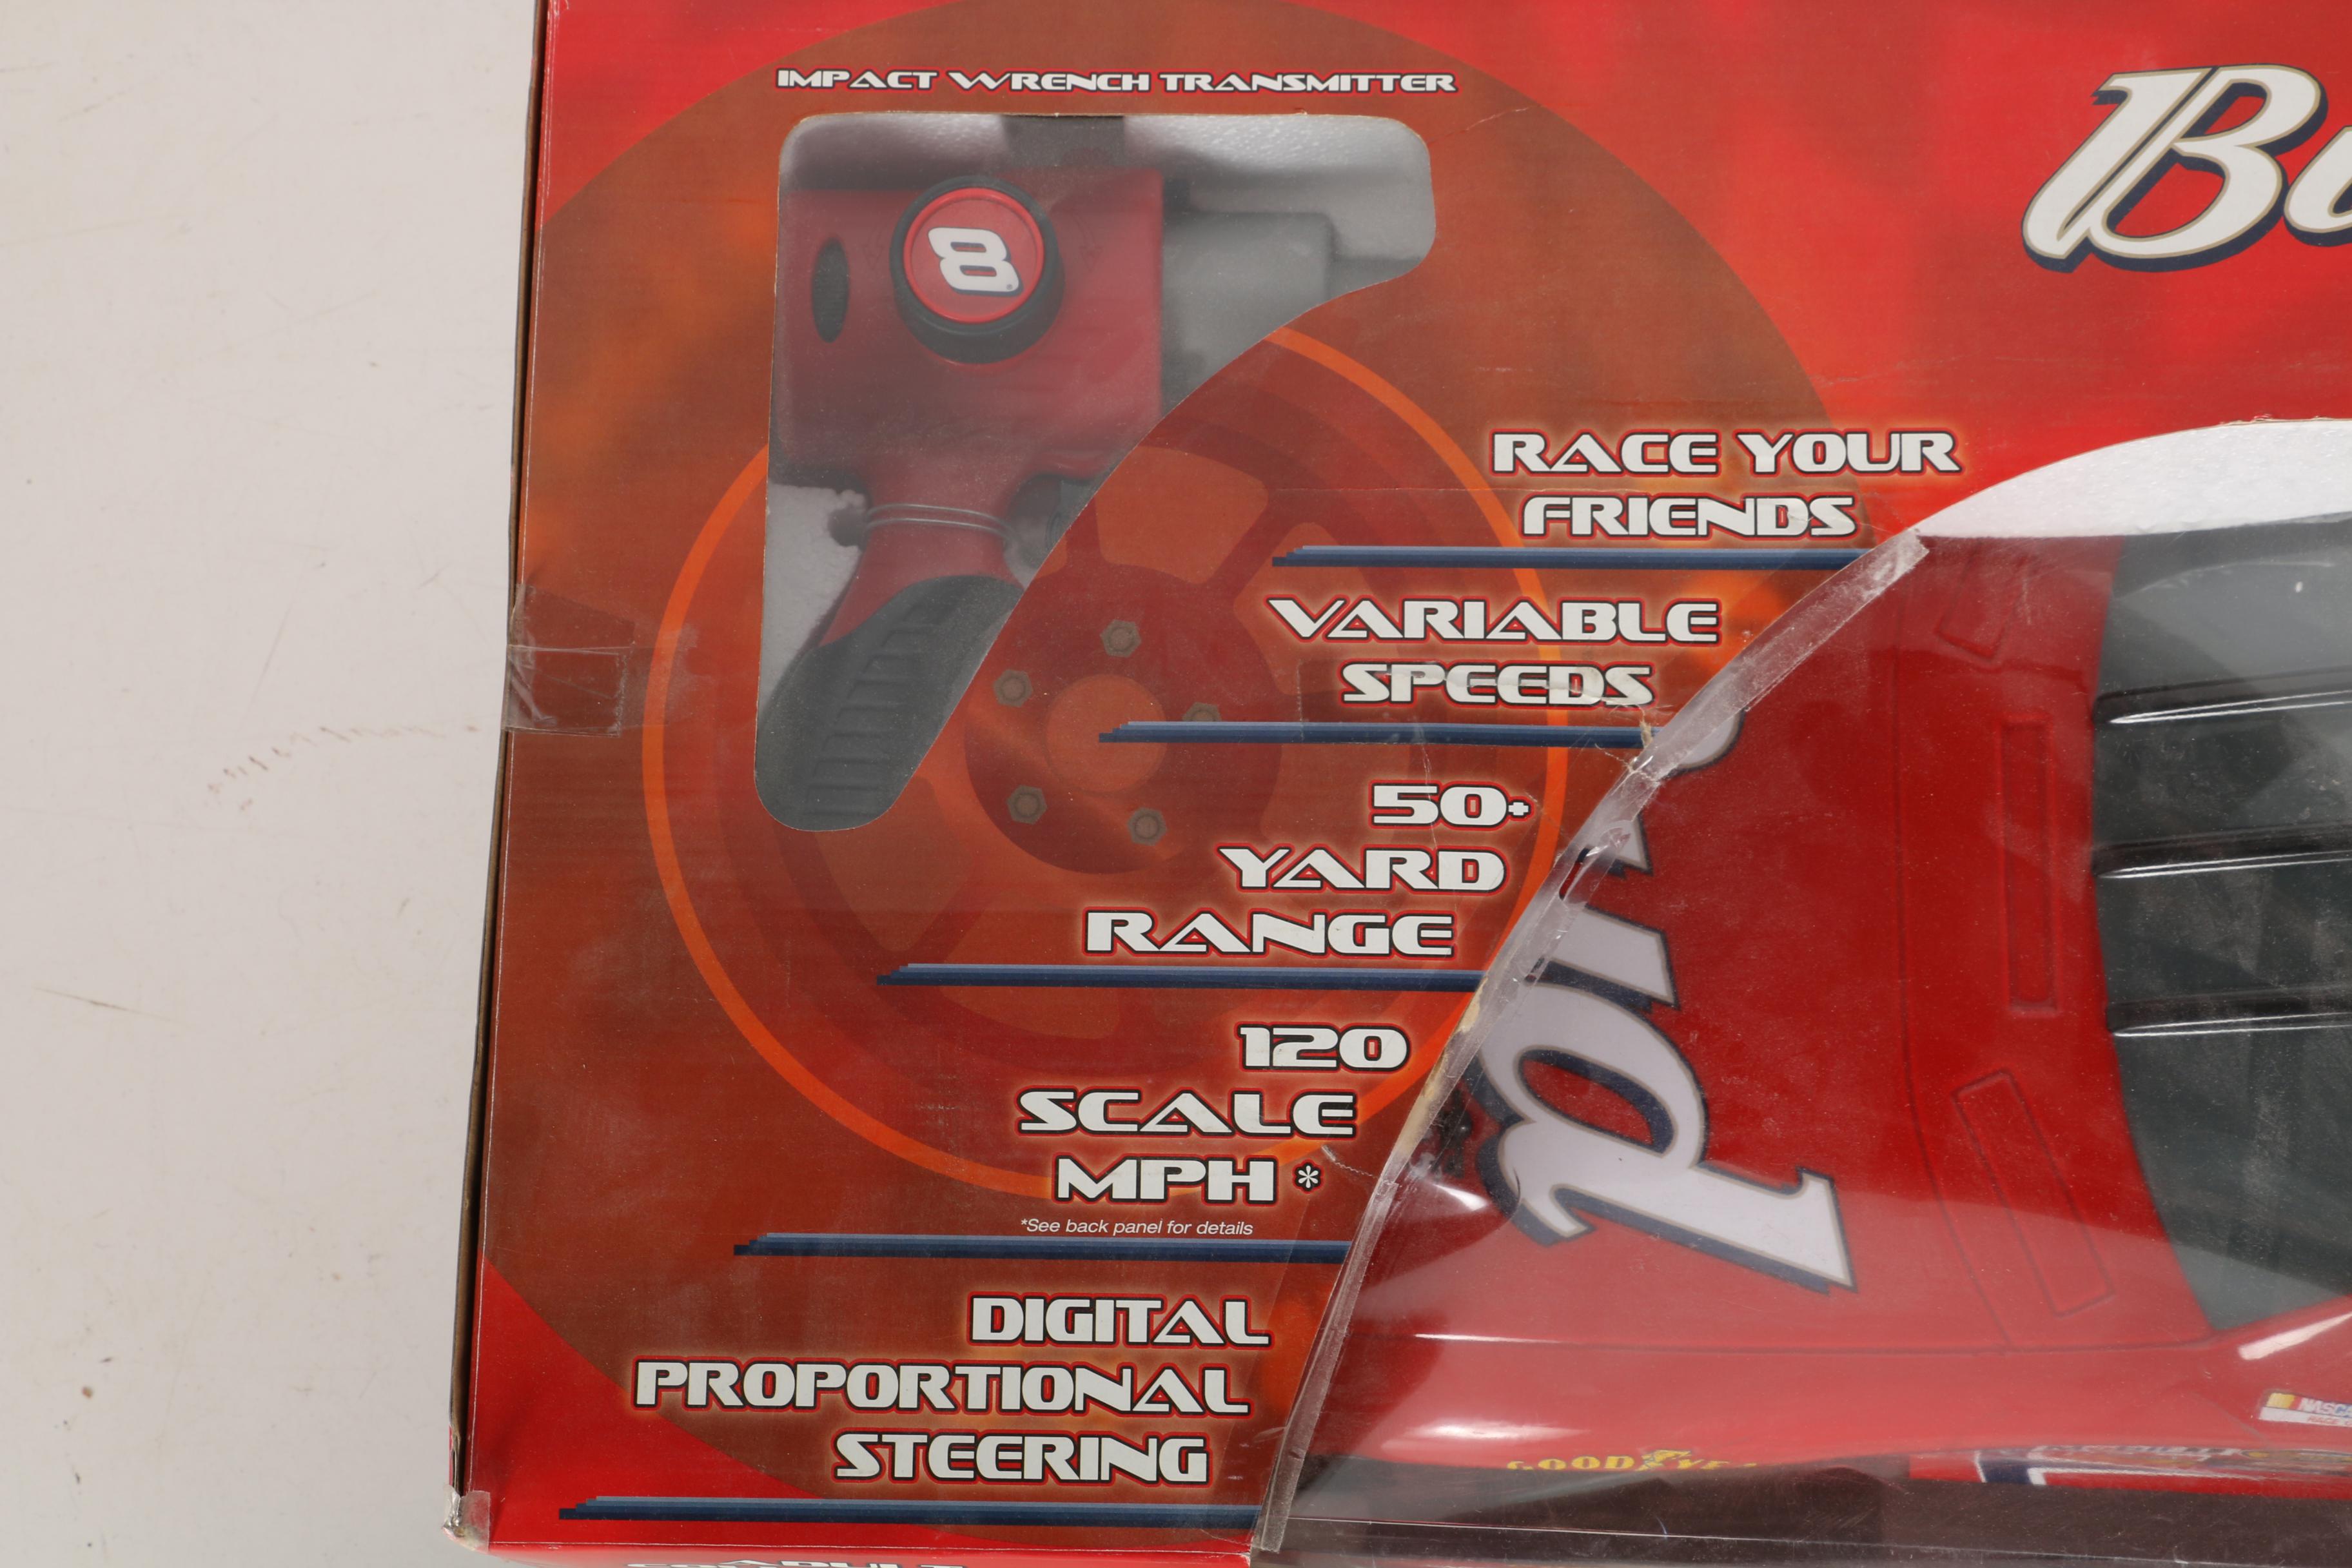 IMPACT WRENCH TRANSMITTER
8
RACE YOUR
FRIENDS
VARIABLE
SPEEDS
50+
YARD
RANGE
120
SCALE
MPH *
*See back panel for details
DIGITAL
PROPORTIONAL
STEERING